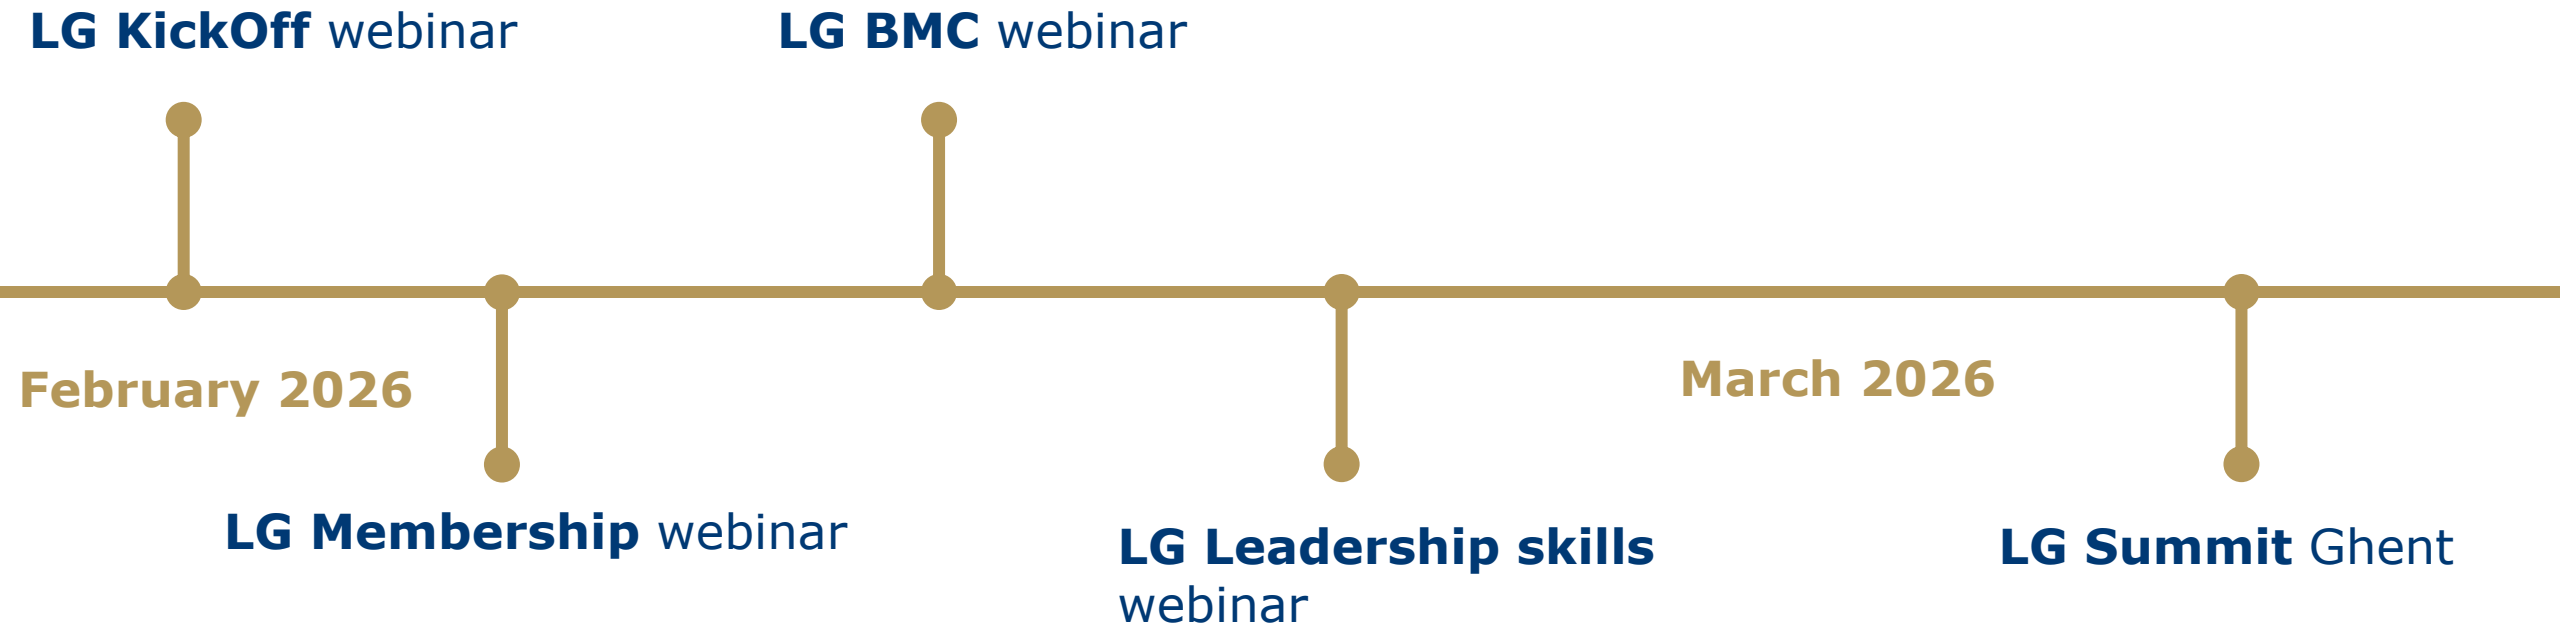 LG KickOff webinar
LG BMC webinar
February 2026
March 2026
LG Membership webinar
LG Leadership skills
webinar
LG Summit Ghent